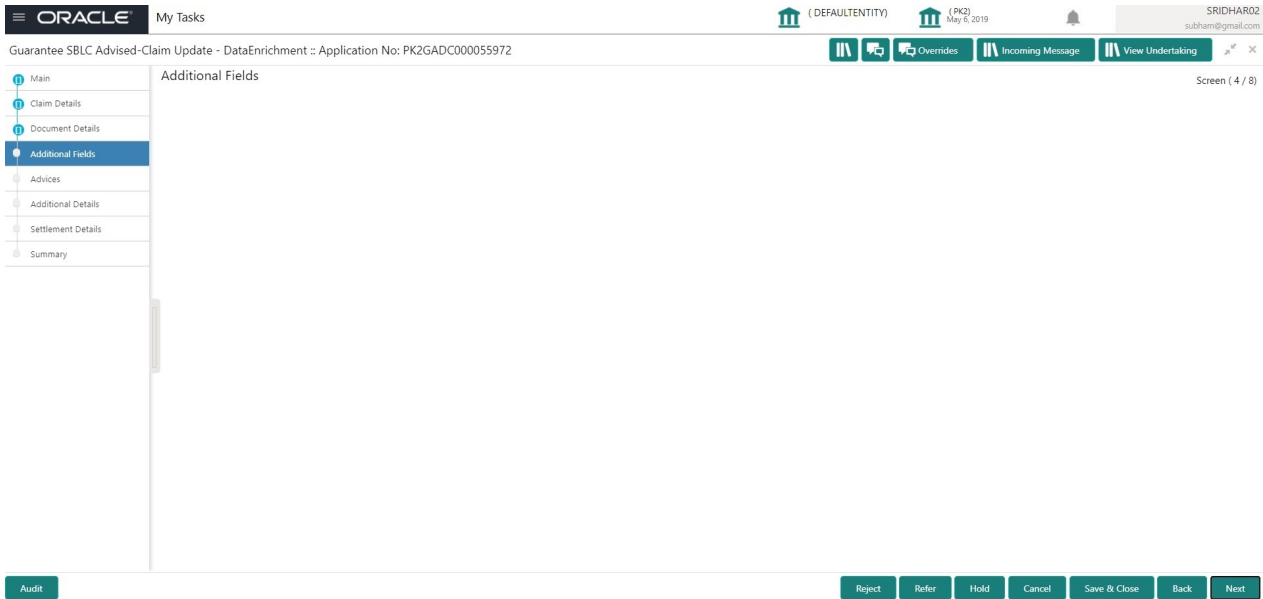 ORACLE® My Tasks ( DEFAULTENTITY) (PK2) SRIDHAR02
May 6, 2019 subham@gmail.com
Guarantee SBLC Advised-Claim Update - DataEnrichment :: Application No: PK2GADC000055972 Overrides Incoming Message View Undertaking
Main
Claim Details
Document Details
Additional Fields
Advices
Additional Details
Settlement Details
Summary
Additional Fields
Screen ( 4 / 8)
Audit Reject Refer Hold Cancel Save & Close Back Next